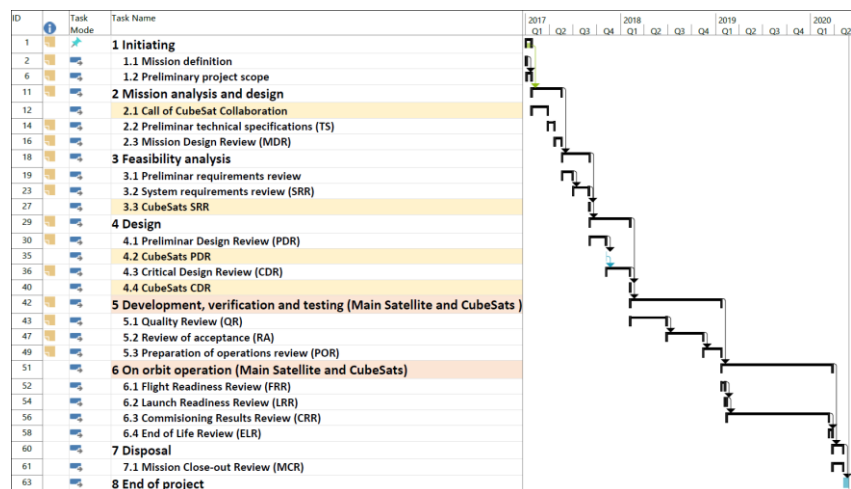 ID Task Mode Task Name 2017 2018 2019 2020
Q1 Q2 Q3 Q4 Q1 Q2 Q3 Q4 Q1 Q2 Q3 Q4 Q1 Q2
1 1 Initiating
2 1.1 Mission definition
6 1.2 Preliminary project scope
11 2 Mission analysis and design
12 2.1 Call of CubeSat Collaboration
14 2.2 Preliminar technical specifications (TS)
16 2.3 Mission Design Review (MDR)
18 3 Feasibility analysis
19 3.1 Preliminar requirements review
23 3.2 System requirements review (SRR)
27 3.3 CubeSats SRR
29 4 Design
30 4.1 Preliminar Design Review (PDR)
35 4.2 CubeSats PDR
36 4.3 Critical Design Review (CDR)
40 4.4 CubeSats CDR
42 5 Development, verification and testing (Main Satellite and CubeSats )
43 5.1 Quality Review (QR)
47 5.2 Review of acceptance (RA)
49 5.3 Preparation of operations review (POR)
51 6 On orbit operation (Main Satellite and CubeSats)
52 6.1 Flight Readiness Review (FRR)
54 6.2 Launch Readiness Review (LRR)
56 6.3 Commisioning Results Review (CRR)
58 6.4 End of Life Review (ELR)
60 7 Disposal
61 7.1 Mission Close-out Review (MCR)
63 8 End of project